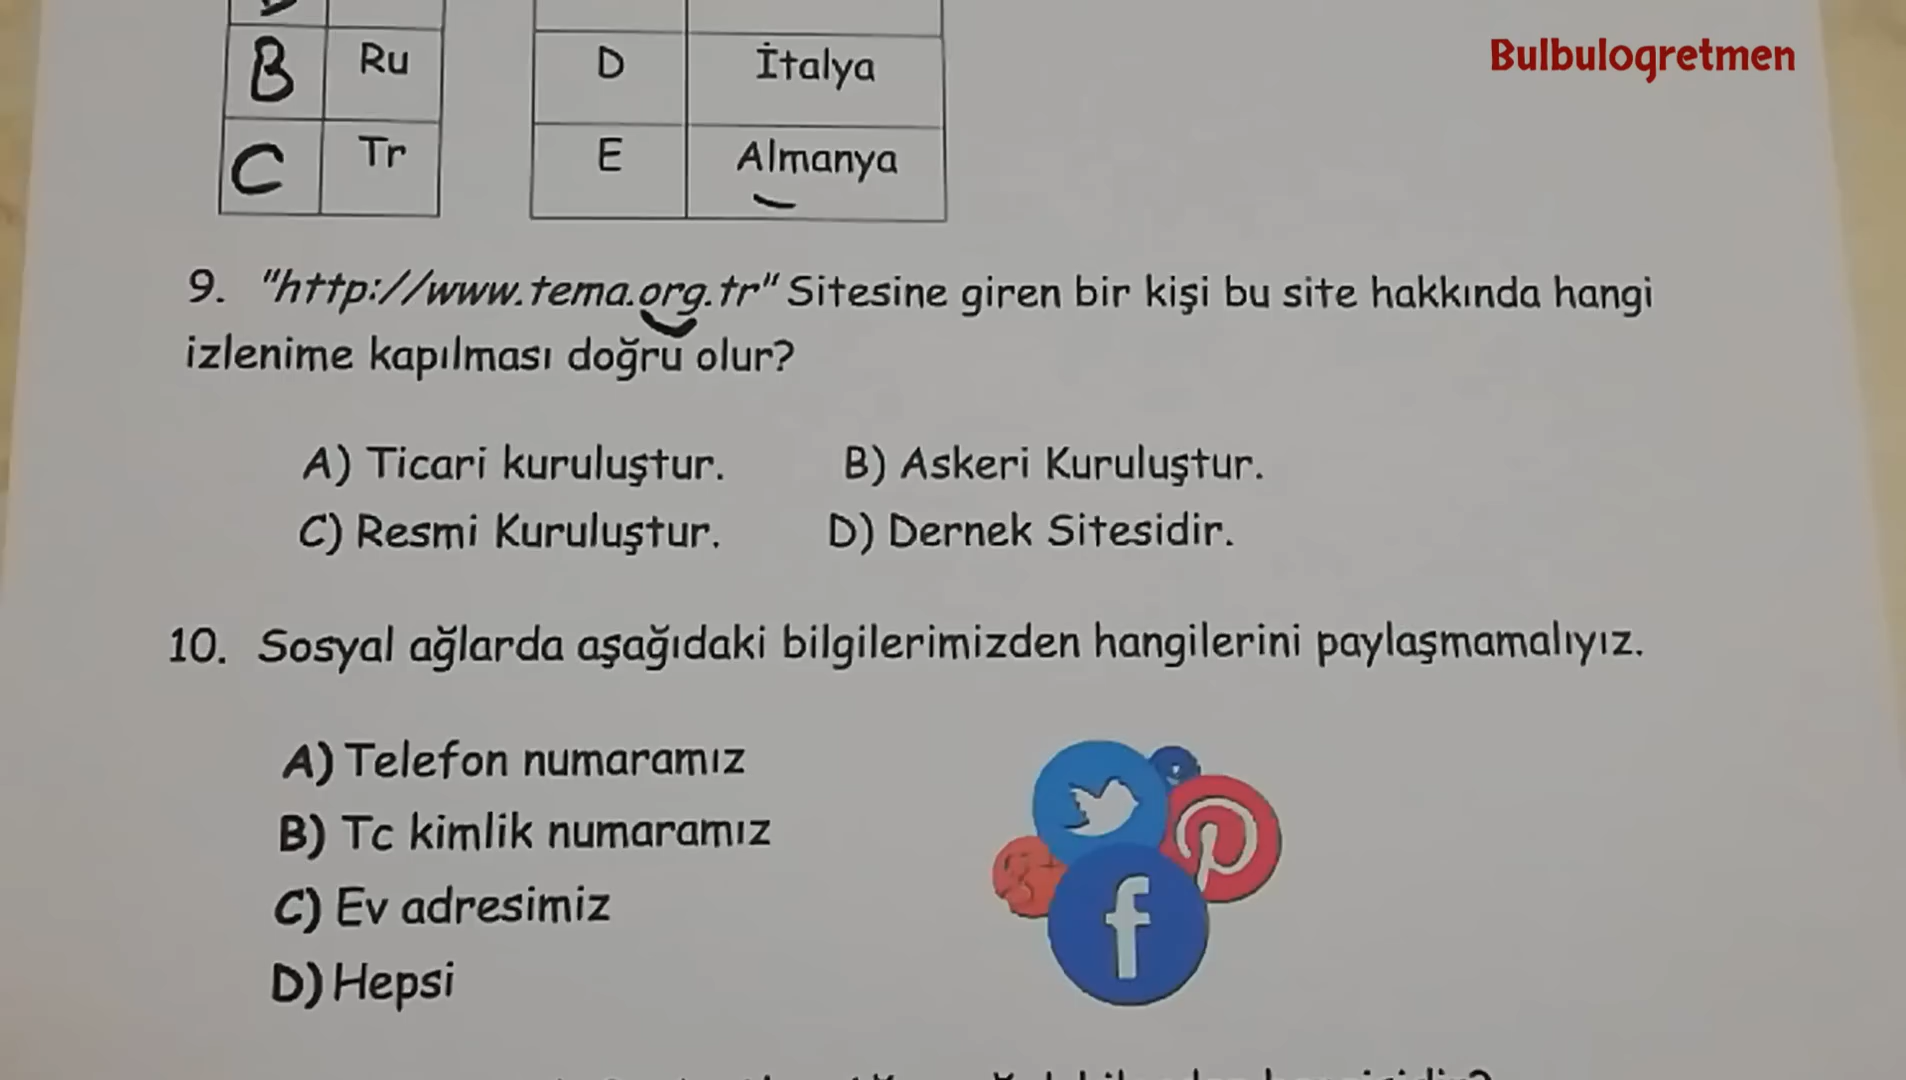 Bulbulogretmen
B Ru
D İtalya
C Tr
E Almanya
9. "http://www.tema.org.tr" Sitesine giren bir kişi bu site hakkında hangi
izlenime kapılması doğru olur?
A) Ticari kuruluştur. B) Askeri Kuruluştur.
C) Resmi Kuruluştur. D) Dernek Sitesidir.
10. Sosyal ağlarda aşağıdaki bilgilerimizden hangilerini paylaşmamalıyız.
A) Telefon numaramız
B) Tc kimlik numaramız
C) Ev adresimiz
D) Hepsi